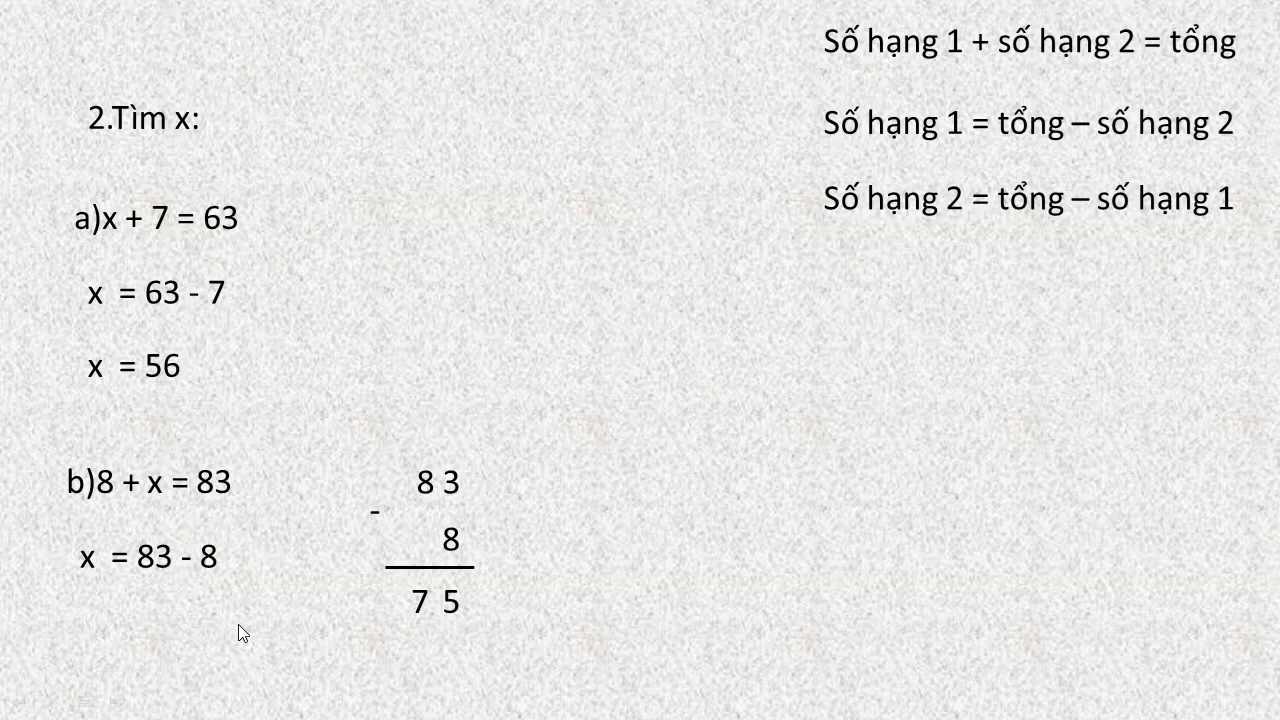 Số hạng 1 + số hạng 2 = tổng
2.Tìm x:
Số hạng 1 = tổng – số hạng 2
Số hạng 2 = tổng – số hạng 1
a)x + 7 = 63
x = 63 - 7
x = 56
b)8 + x = 83
x = 83 - 8
8 3
-
8
7 5